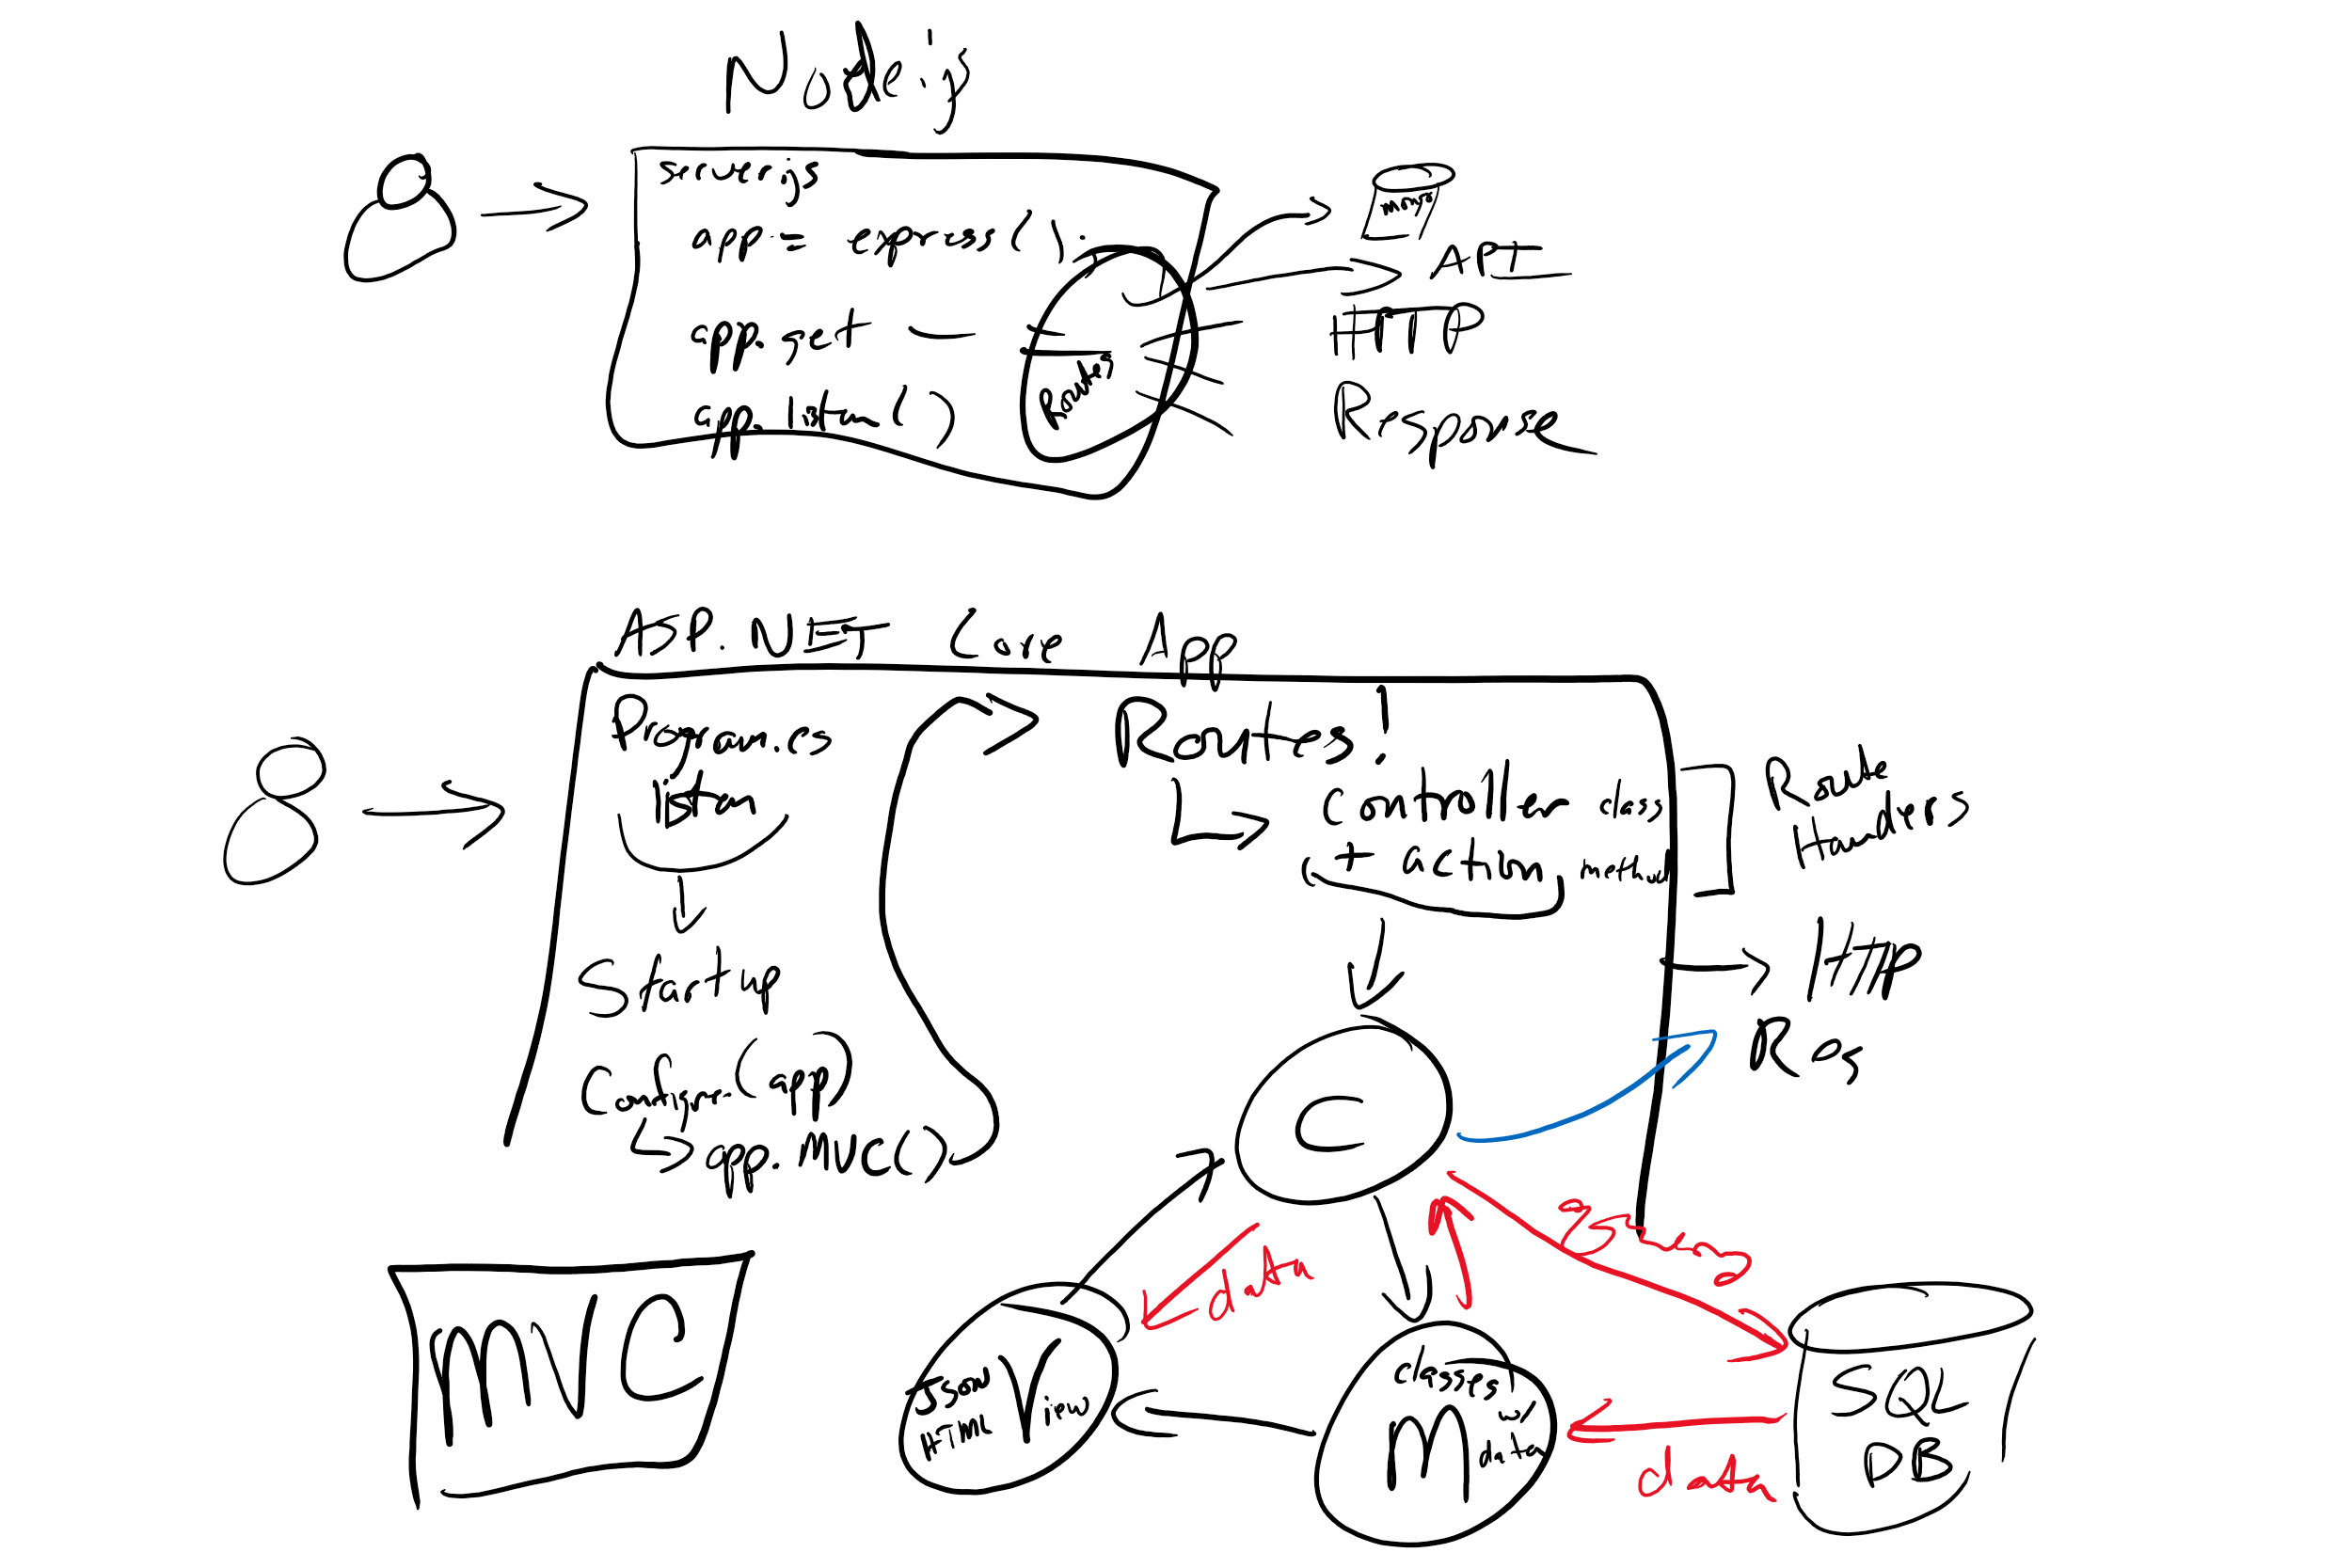 Node.js
server.js
app = express();
app.get —
app.listen()
Routes
mongo
API
HTTP
Response
ASP.NET Core App
Program.cs
listen
Startup
Configure(app)
app.MVC()
Routes!
Controller class
+ action method
Route
Handlers
HTTP
Res
C
data
JSON
HTML
View
classes
w/
M
data
data
SQL
DB
MVC